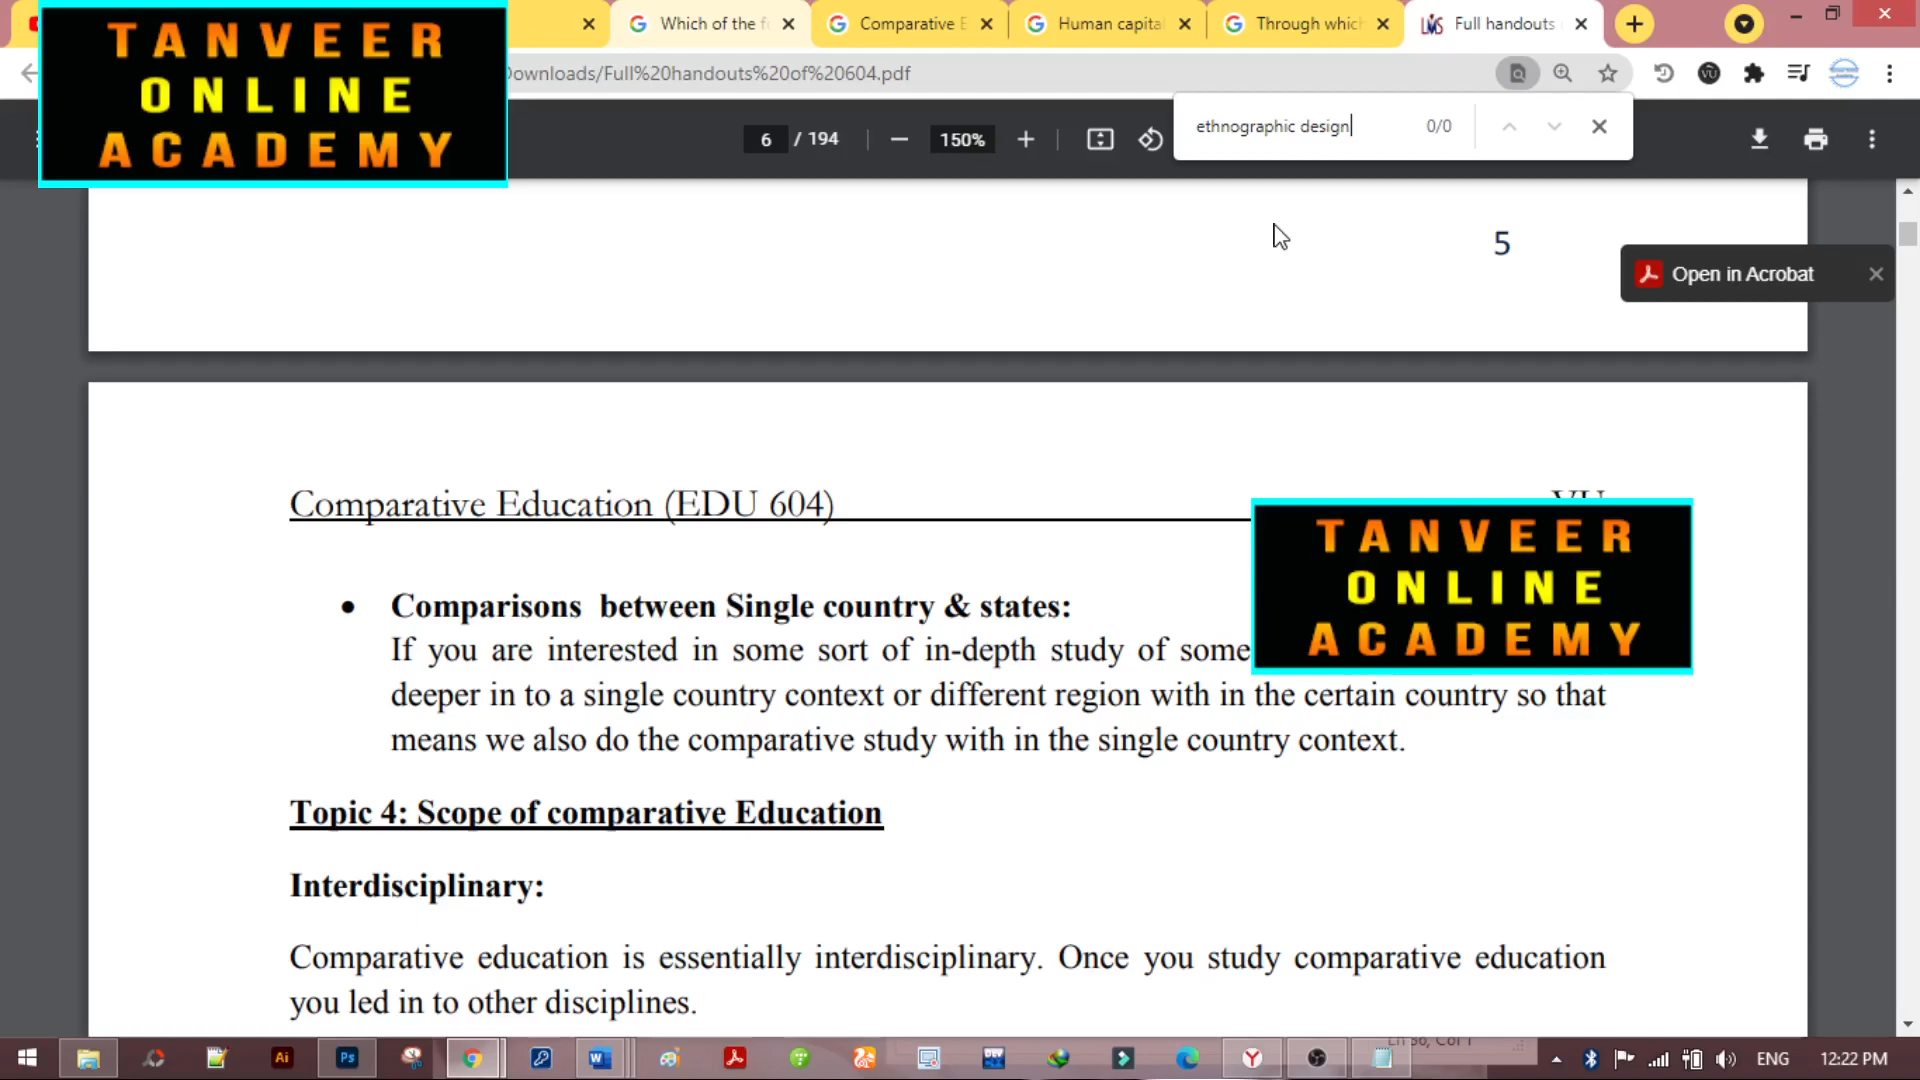 TANVEER
ONLINE
ACADEMY
Which of the f
Comparative E
Human capita
Through whic
Full handouts
Downloads/Full%20handouts%20of%20604.pdf
ethnographic design
0/0
6 / 194
150%
5
Open in Acrobat
Comparative Education (EDU 604)
VU
TANVEER
ONLINE
ACADEMY
• Comparisons between Single country & states:
If you are interested in some sort of in-depth study of some
deeper in to a single country context or different region with in the certain country so that
means we also do the comparative study with in the single country context.
Topic 4: Scope of comparative Education
Interdisciplinary:
Comparative education is essentially interdisciplinary. Once you study comparative education
you led in to other disciplines.
Ai
Ps
ENG
12:22 PM